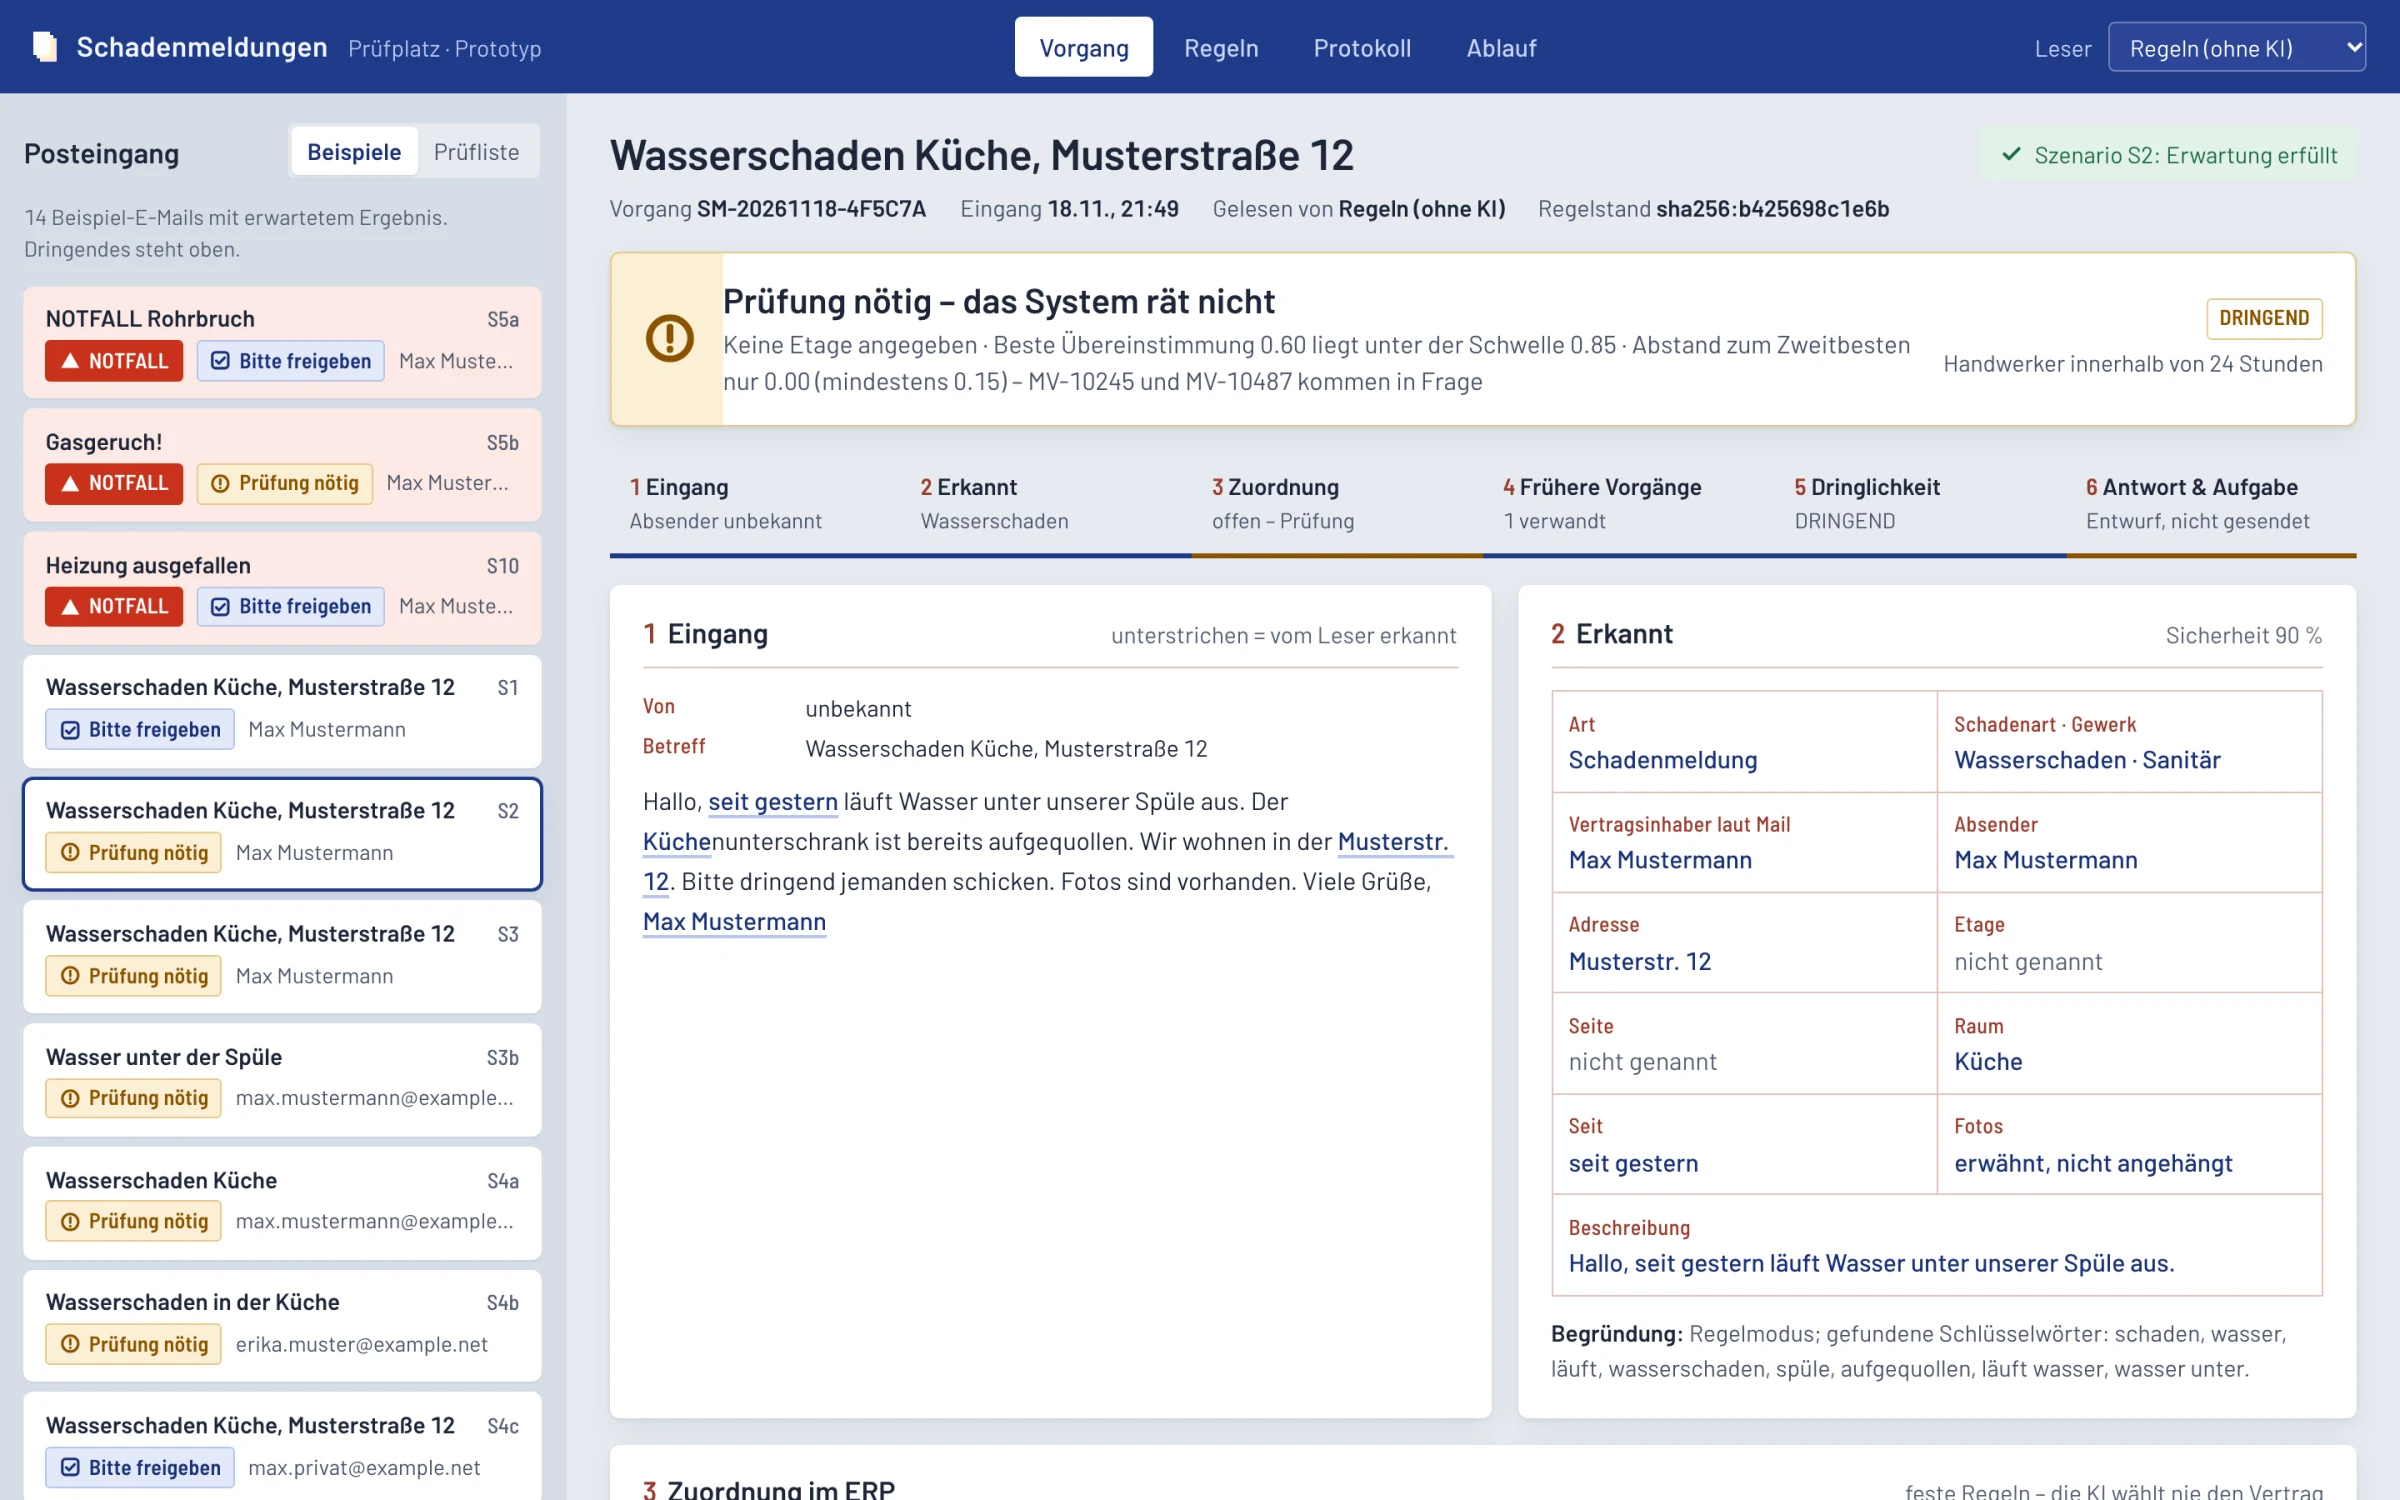 Schadenmeldungen Prüfplatz · Prototyp
Vorgang Regeln Protokoll Ablauf
Leser Regeln (ohne KI)
Posteingang Beispiele Prüfliste
14 Beispiel-E-Mails mit erwartetem Ergebnis.
Dringendes steht oben.
NOTFALL Rohrbruch S5a
NOTFALL Bitte freigeben Max Muste...
Gasgeruch! S5b
NOTFALL Prüfung nötig Max Muster...
Heizung ausgefallen S10
NOTFALL Bitte freigeben Max Muste...
Wasserschaden Küche, Musterstraße 12 S1
Bitte freigeben Max Mustermann
Wasserschaden Küche, Musterstraße 12 S2
Prüfung nötig Max Mustermann
Wasserschaden Küche, Musterstraße 12 S3
Prüfung nötig Max Mustermann
Wasser unter der Spüle S3b
Prüfung nötig max.mustermann@example...
Wasserschaden Küche S4a
Prüfung nötig max.mustermann@example...
Wasserschaden in der Küche S4b
Prüfung nötig erika.muster@example.net
Wasserschaden Küche, Musterstraße 12 S4c
Bitte freigeben max.privat@example.net
Wasserschaden Küche, Musterstraße 12
Szenario S2: Erwartung erfüllt
Vorgang SM-20261118-4F5C7A Eingang 18.11., 21:49 Gelesen von Regeln (ohne KI) Regelstand sha256:b425698c1e6b
Prüfung nötig – das System rät nicht
Keine Etage angegeben · Beste Übereinstimmung 0.60 liegt unter der Schwelle 0.85 · Abstand zum Zweitbesten
nur 0.00 (mindestens 0.15) – MV-10245 und MV-10487 kommen in Frage
DRINGEND
Handwerker innerhalb von 24 Stunden
1 Eingang
Absender unbekannt
2 Erkannt
Wasserschaden
3 Zuordnung
offen – Prüfung
4 Frühere Vorgänge
1 verwandt
5 Dringlichkeit
DRINGEND
6 Antwort & Aufgabe
Entwurf, nicht gesendet
1 Eingang unterstrichen = vom Leser erkannt
Von unbekannt
Betreff Wasserschaden Küche, Musterstraße 12
Hallo, seit gestern läuft Wasser unter unserer Spüle aus. Der
Küchenunterschrank ist bereits aufgequollen. Wir wohnen in der Musterstr.
12. Bitte dringend jemanden schicken. Fotos sind vorhanden. Viele Grüße,
Max Mustermann
2 Erkannt Sicherheit 90 %
Art
Schadenmeldung
Schadenart · Gewerk
Wasserschaden · Sanitär
Vertragsinhaber laut Mail
Max Mustermann
Absender
Max Mustermann
Adresse
Musterstr. 12
Etage
nicht genannt
Seite
nicht genannt
Raum
Küche
Seit
seit gestern
Fotos
erwähnt, nicht angehängt
Beschreibung
Hallo, seit gestern läuft Wasser unter unserer Spüle aus.
Begründung: Regelmodus; gefundene Schlüsselwörter: schaden, wasser,
läuft, wasserschaden, spüle, aufgequollen, läuft wasser, wasser unter.
3 Zuordnung im ERP feste Regeln – die KI wählt nie den Vertrag